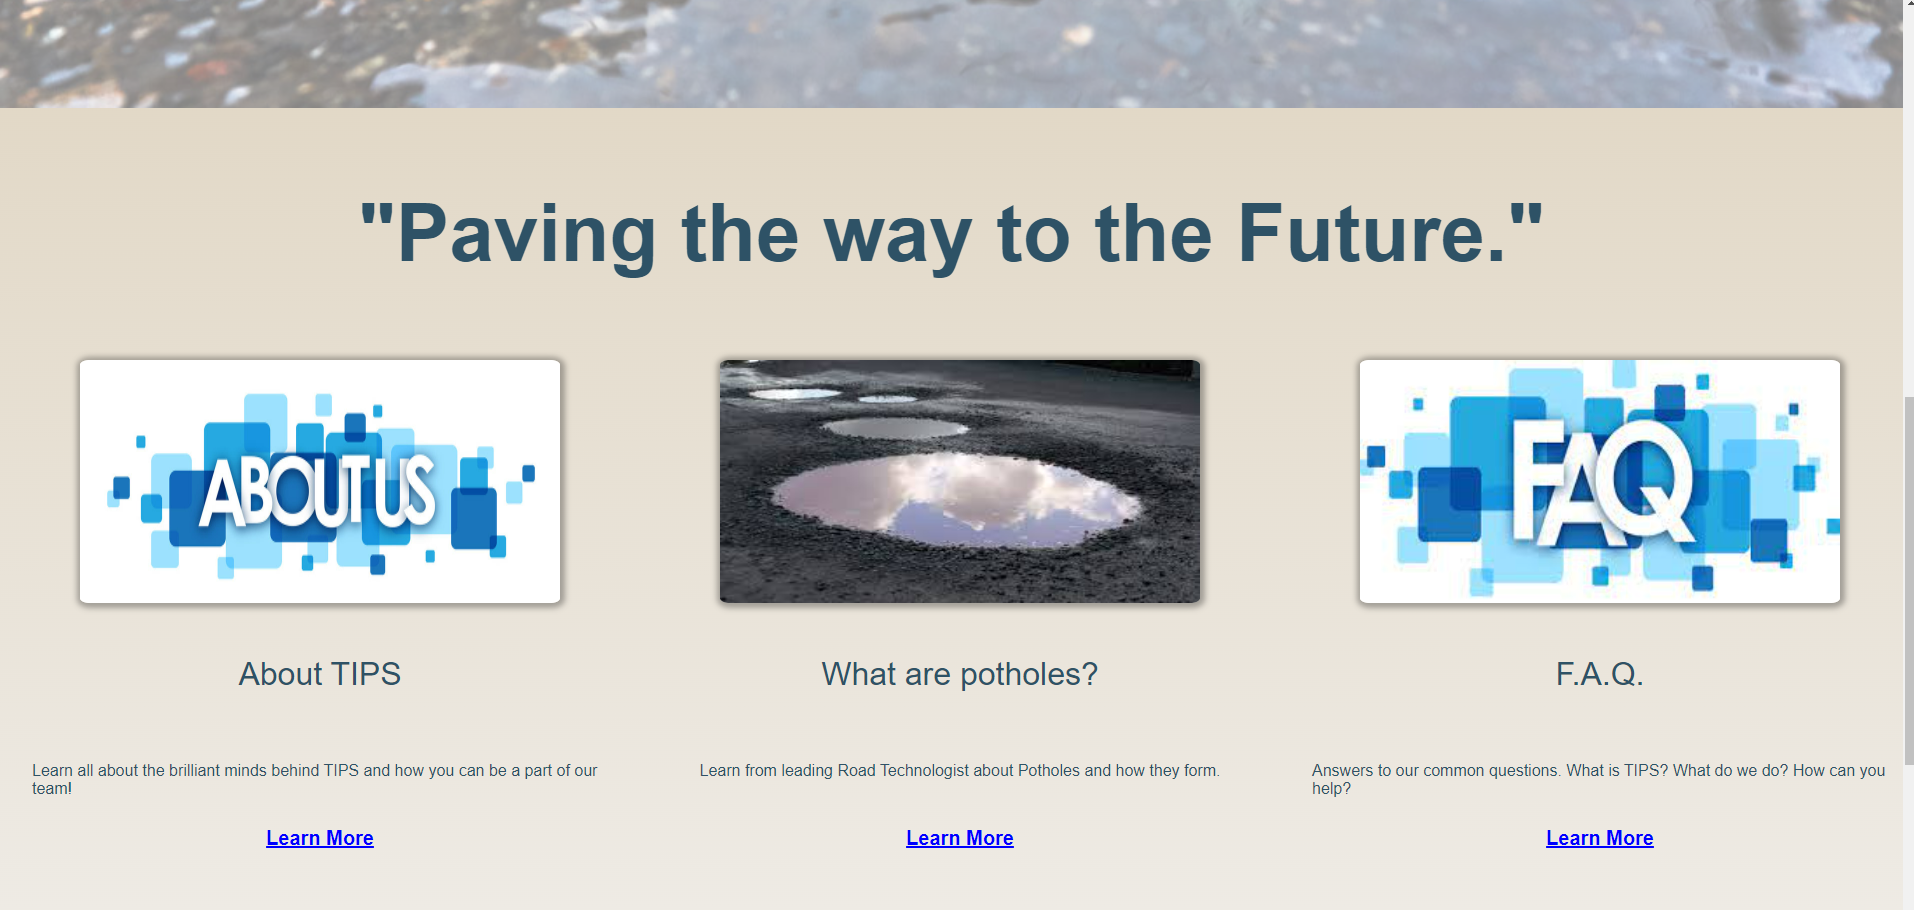 "Paving the way to the Future."
ABOUT US
FAQ
About TIPS
What are potholes?
F.A.Q.
Learn all about the brilliant minds behind TIPS and how you can be a part of our
team!
Learn from leading Road Technologist about Potholes and how they form.
Answers to our common questions. What is TIPS? What do we do? How can you
help?
Learn More
Learn More
Learn More